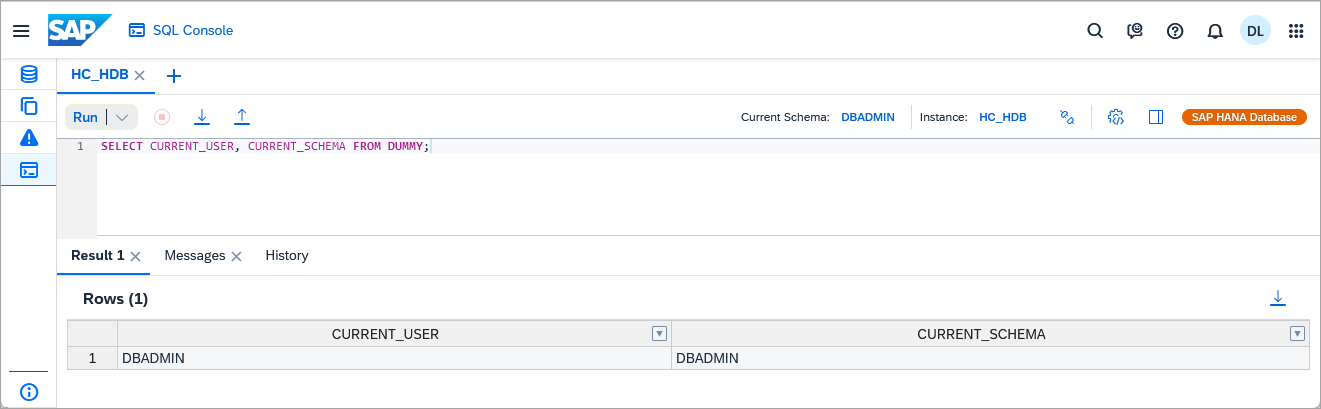 SAP SQL Console DL
HC_HDB
Run Current Schema: DBADMIN Instance: HC_HDB SAP HANA Database
1 SELECT CURRENT_USER, CURRENT_SCHEMA FROM DUMMY;
Result 1 Messages History
Rows (1)
CURRENT_USER CURRENT_SCHEMA
1 DBADMIN DBADMIN